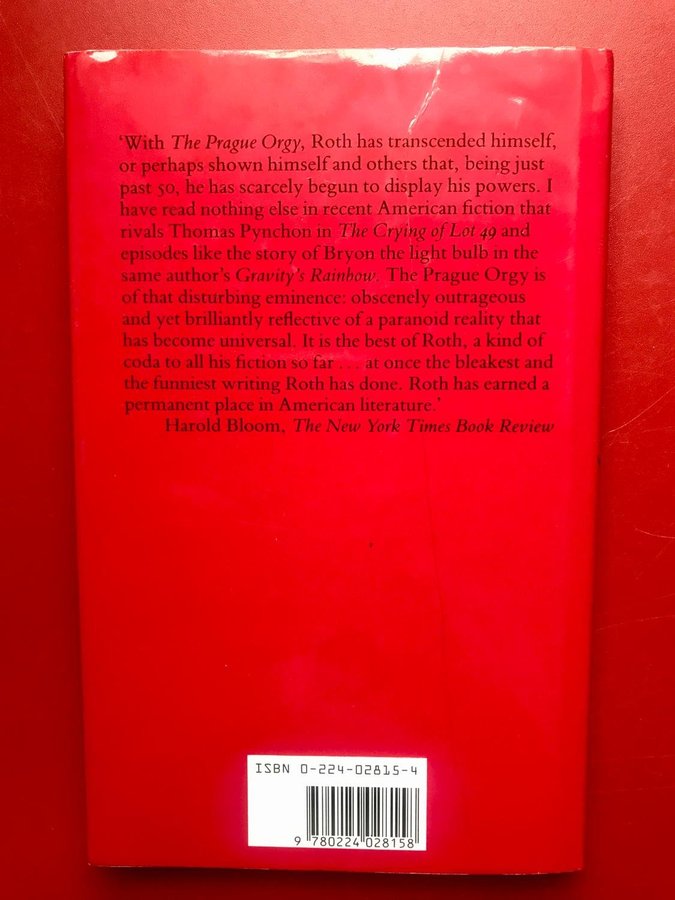 ‘With The Prague Orgy, Roth has transcended himself,
or perhaps shown himself and others that, being just
past 50, he has scarcely begun to display his powers. I
have read nothing else in recent American fiction that
rivals Thomas Pynchon in The Crying of Lot 49 and
episodes like the story of Bryon the light bulb in the
same author's Gravity's Rainbow. The Prague Orgy is
of that disturbing eminence: obscenely outrageous
and yet brilliantly reflective of a paranoid reality that
has become universal. It is the best of Roth, a kind of
coda to all his fiction so far . . . at once the bleakest and
the funniest writing Roth has done. Roth has earned a
permanent place in American literature.’
Harold Bloom, The New York Times Book Review
ISBN 0-224-02815-4
9 780224 028158